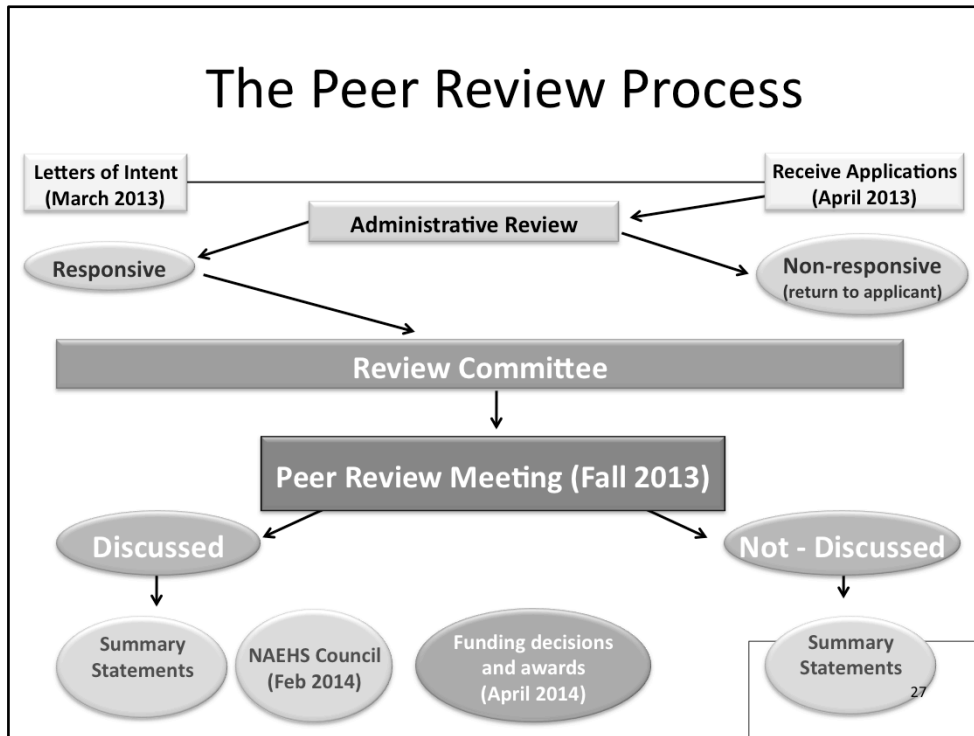 The Peer Review Process
Letters of Intent
(March 2013)
Receive Applications
(April 2013)
Administrative Review
Responsive
Non-responsive
(return to applicant)
Review Committee
Peer Review Meeting (Fall 2013)
Discussed
Not - Discussed
Summary
Statements
NAEHS Council
(Feb 2014)
Funding decisions
and awards
(April 2014)
Summary
Statements
27